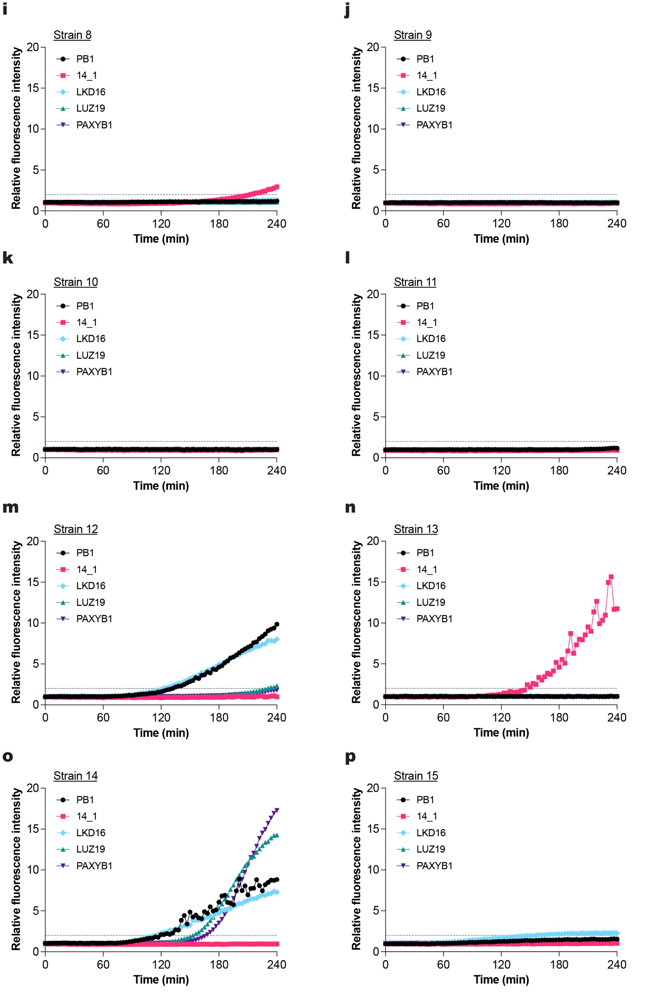 i
Strain 8
Relative fluorescence intensity
20
15
10
5
0
PB1
14_1
LKD16
LUZ19
PAXYB1
0 60 120 180 240
Time (min)
j
Strain 9
Relative fluorescence intensity
20
15
10
5
0
PB1
14_1
LKD16
LUZ19
PAXYB1
0 60 120 180 240
Time (min)
k
Strain 10
Relative fluorescence intensity
20
15
10
5
0
PB1
14_1
LKD16
LUZ19
PAXYB1
0 60 120 180 240
Time (min)
l
Strain 11
Relative fluorescence intensity
20
15
10
5
0
PB1
14_1
LKD16
LUZ19
PAXYB1
0 60 120 180 240
Time (min)
m
Strain 12
Relative fluorescence intensity
20
15
10
5
0
PB1
14_1
LKD16
LUZ19
PAXYB1
0 60 120 180 240
Time (min)
n
Strain 13
Relative fluorescence intensity
20
15
10
5
0
PB1
14_1
LKD16
LUZ19
PAXYB1
0 60 120 180 240
Time (min)
o
Strain 14
Relative fluorescence intensity
20
15
10
5
0
PB1
14_1
LKD16
LUZ19
PAXYB1
0 60 120 180 240
Time (min)
p
Strain 15
Relative fluorescence intensity
20
15
10
5
0
PB1
14_1
LKD16
LUZ19
PAXYB1
0 60 120 180 240
Time (min)